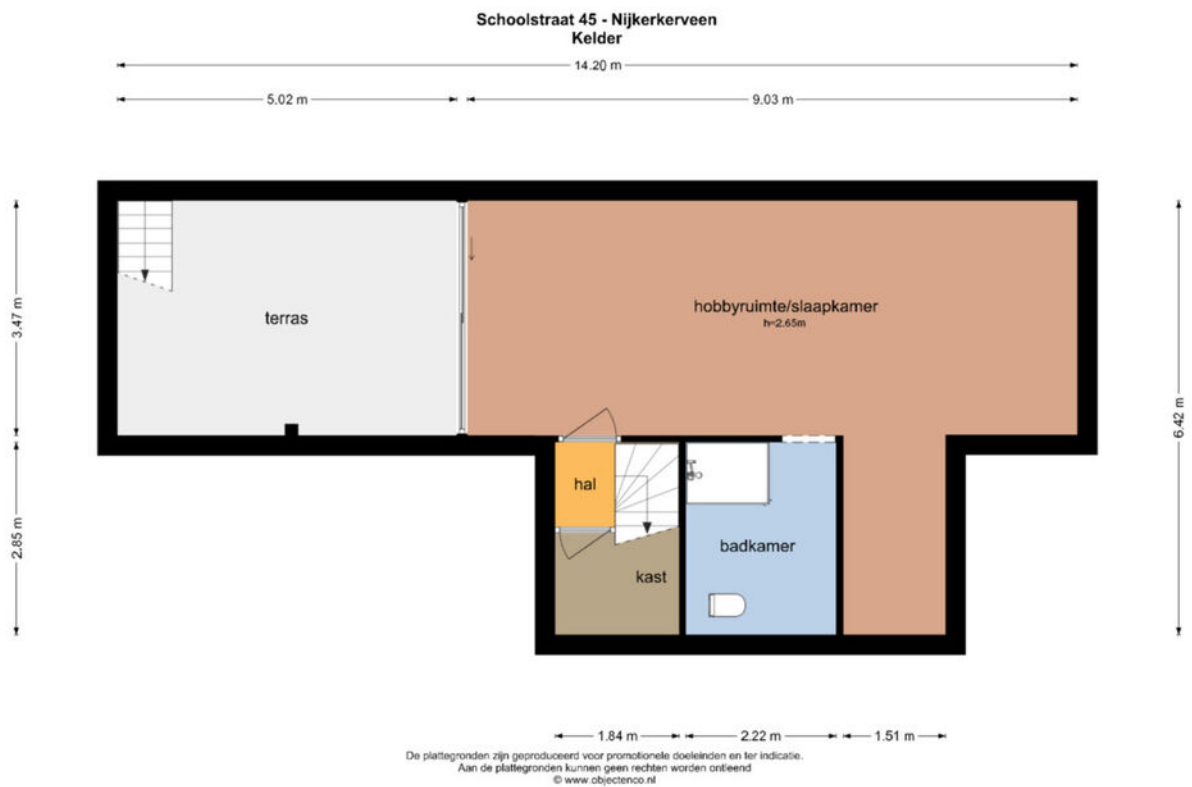 Schoolstraat 45 - Nijkerkerveen
Kelder
14.20 m
5.02 m
9.03 m
3.47 m
2.85 m
6.42 m
terras
hobbyruimte/slaapkamer
h=2.65m
hal
kast
badkamer
1.84 m
2.22 m
1.51 m
De plattegronden zijn geproduceerd voor promotionele doeleinden en ter indicatie.
Aan de plattegronden kunnen geen rechten worden ontleend
© www.objectenco.nl